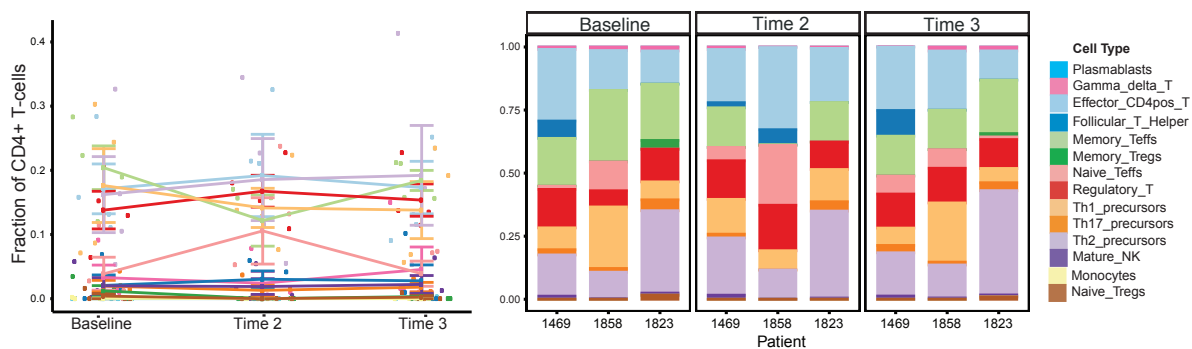 Fraction of CD4+ T-cells
0.4
0.3
0.2
0.1
0.0
Baseline
Time 2
Time 3
Baseline
Time 2
Time 3
1.00
0.75
0.50
0.25
0.00
1469
1858
1823
1469
1858
1823
1469
1858
1823
Patient
Cell Type
Plasmablasts
Gamma_delta_T
Effector_CD4pos_T
Follicular_T_Helper
Memory_Teffs
Memory_Tregs
Naive_Teffs
Regulatory_T
Th1_precursors
Th17_precursors
Th2_precursors
Mature_NK
Monocytes
Naive_Tregs